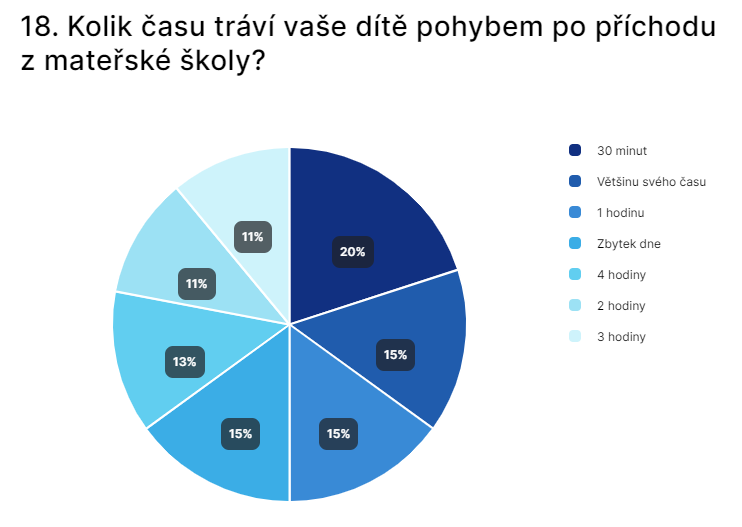 18. Kolik času tráví vaše dítě pohybem po příchodu
z mateřské školy?
30 minut
Většinu svého času
1 hodinu
Zbytek dne
4 hodiny
2 hodiny
3 hodiny
11%
20%
11%
15%
13%
15%
15%